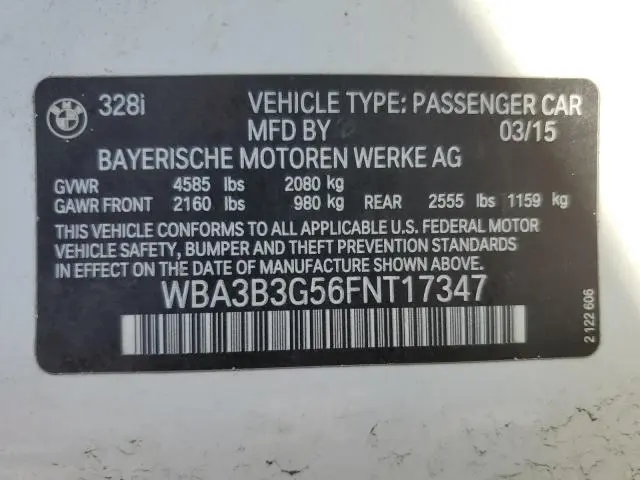 BMW
328i VEHICLE TYPE: PASSENGER CAR
MFD BY 03/15
BAYERISCHE MOTOREN WERKE AG
GVWR 4585 lbs 2080 kg
GAWR FRONT 2160 lbs 980 kg REAR 2555 lbs 1159 kg
THIS VEHICLE CONFORMS TO ALL APPLICABLE U.S. FEDERAL MOTOR
VEHICLE SAFETY, BUMPER AND THEFT PREVENTION STANDARDS
IN EFFECT ON THE DATE OF MANUFACTURE SHOWN ABOVE.
WBA3B3G56FNT17347
2 122 606